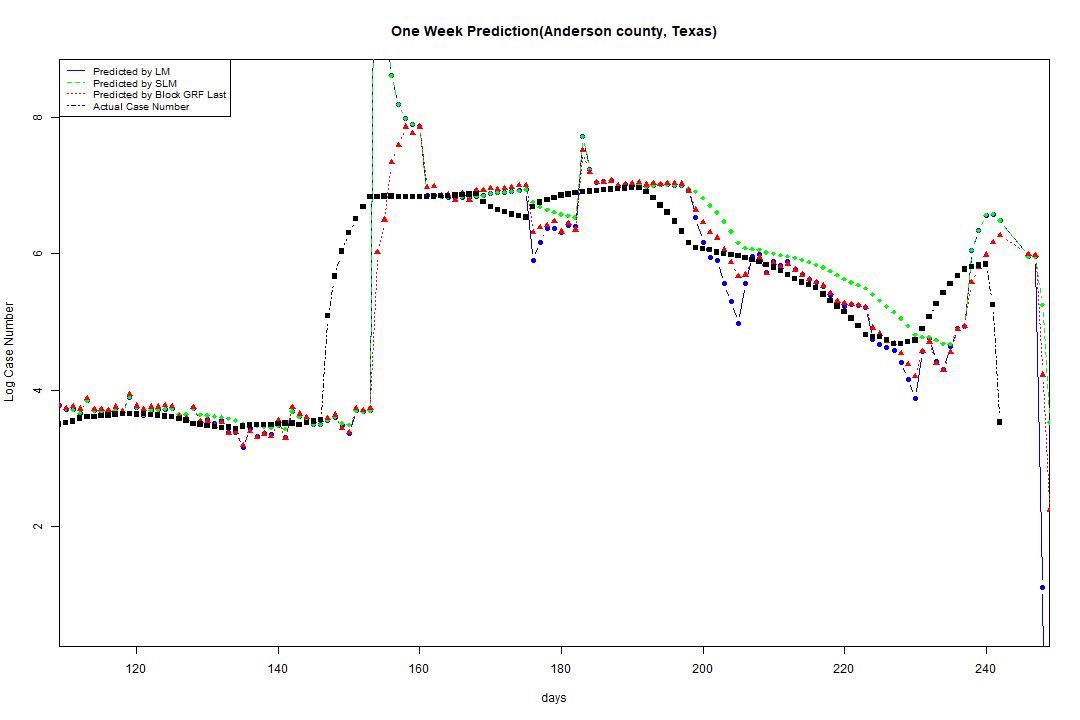 One Week Prediction(Anderson county, Texas)
Predicted by LM
Predicted by SLM
Predicted by Block GRF Last
Actual Case Number
8
6
4
2
Log Case Number
120 140 160 180 200 220 240
days